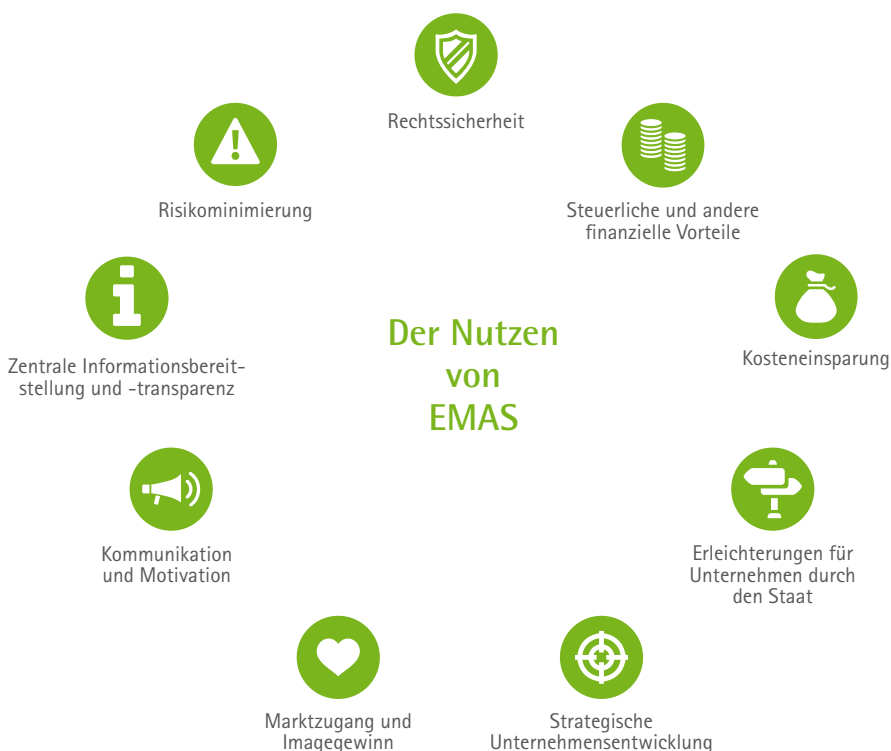 Rechtssicherheit
Risikominimierung
Steuerliche und andere
finanzielle Vorteile
Der Nutzen
von
EMAS
Zentrale Informationsbereit-
stellung und -transparenz
Kosteneinsparung
Kommunikation
und Motivation
Erleichterungen für
Unternehmen durch
den Staat
Marktzugang und
Imagegewinn
Strategische
Unternehmensentwicklung